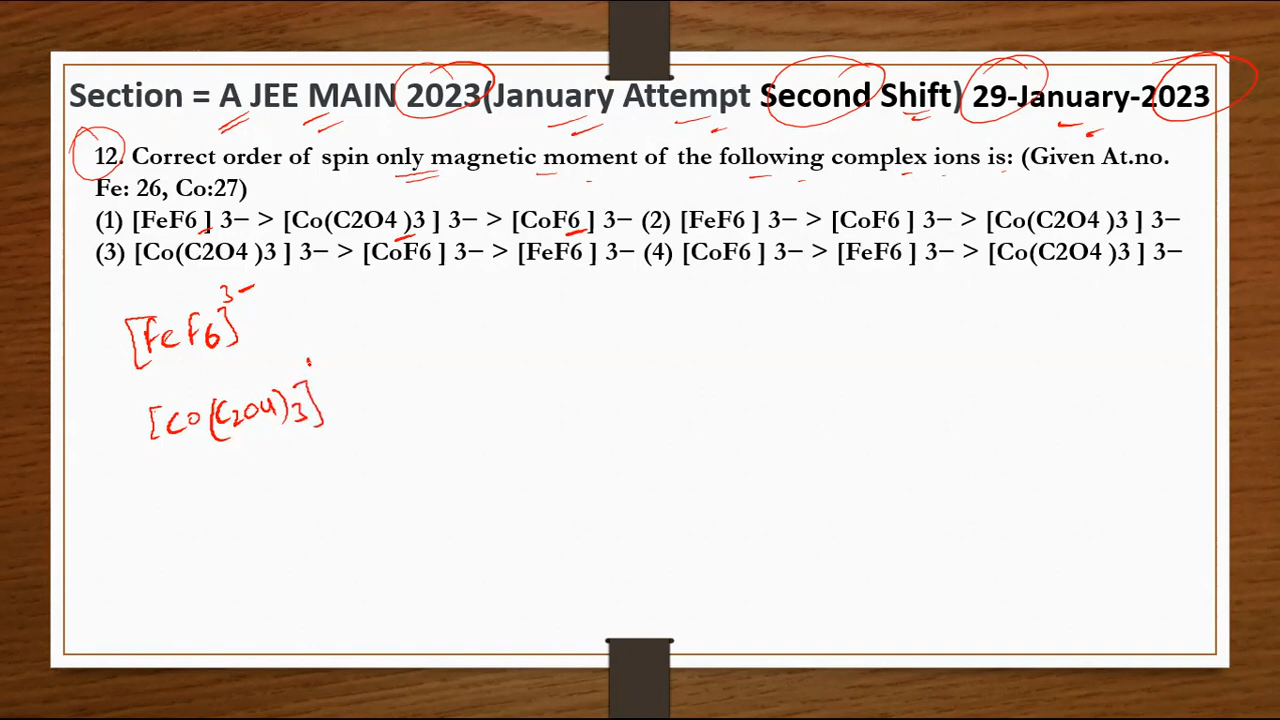 Section = A JEE MAIN 2023(January Attempt Second Shift) 29-January-2023
12. Correct order of spin only magnetic moment of the following complex ions is: (Given At.no.
Fe: 26, Co:27)
(1) [FeF6 ] 3− > [Co(C2O4 )3 ] 3− > [CoF6 ] 3− (2) [FeF6 ] 3− > [CoF6 ] 3− > [Co(C2O4 )3 ] 3−
(3) [Co(C2O4 )3 ] 3− > [CoF6 ] 3− > [FeF6 ] 3− (4) [CoF6 ] 3− > [FeF6 ] 3− > [Co(C2O4 )3 ] 3−
[FeF6]3-
[Co(C2O4)3]